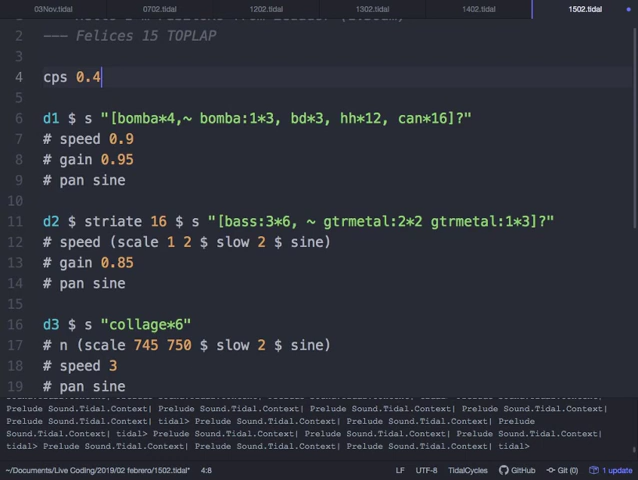 03Nov.tidal 0702.tidal 1202.tidal 1302.tidal 1402.tidal 1502.tidal
2 --- Felices 15 TOPLAP
3
4 cps 0.4
5
6 d1 $ s "[bomba*4,~ bomba:1*3, bd*3, hh*12, can*16]?"
7 # speed 0.9
8 # gain 0.95
9 # pan sine
10
11 d2 $ striate 16 $ s "[bass:3*6, ~ gtrmetal:2*2 gtrmetal:1*3]?"
12 # speed (scale 1 2 $ slow 2 $ sine)
13 # gain 0.85
14 # pan sine
15
16 d3 $ s "collage*6"
17 # n (scale 745 750 $ slow 2 $ sine)
18 # speed 3
19 # pan sine
Prelude Sound.Tidal.Context| Prelude Sound.Tidal.Context| Prelude Sound.Tidal.Context| Prelude Sound.Tidal.Context|
Prelude Sound.Tidal.Context| tidal> Prelude Sound.Tidal.Context| Prelude Sound.Tidal.Context| Prelude
Sound.Tidal.Context| tidal> Prelude Sound.Tidal.Context| Prelude Sound.Tidal.Context| Prelude Sound.Tidal.Context|
tidal> Prelude Sound.Tidal.Context| Prelude Sound.Tidal.Context| Prelude Sound.Tidal.Context| tidal>
~/Documents/Live Coding/2019/02 febrero/1502.tidal* 4:8 LF UTF-8 TidalCycles GitHub Git (0) 1 update